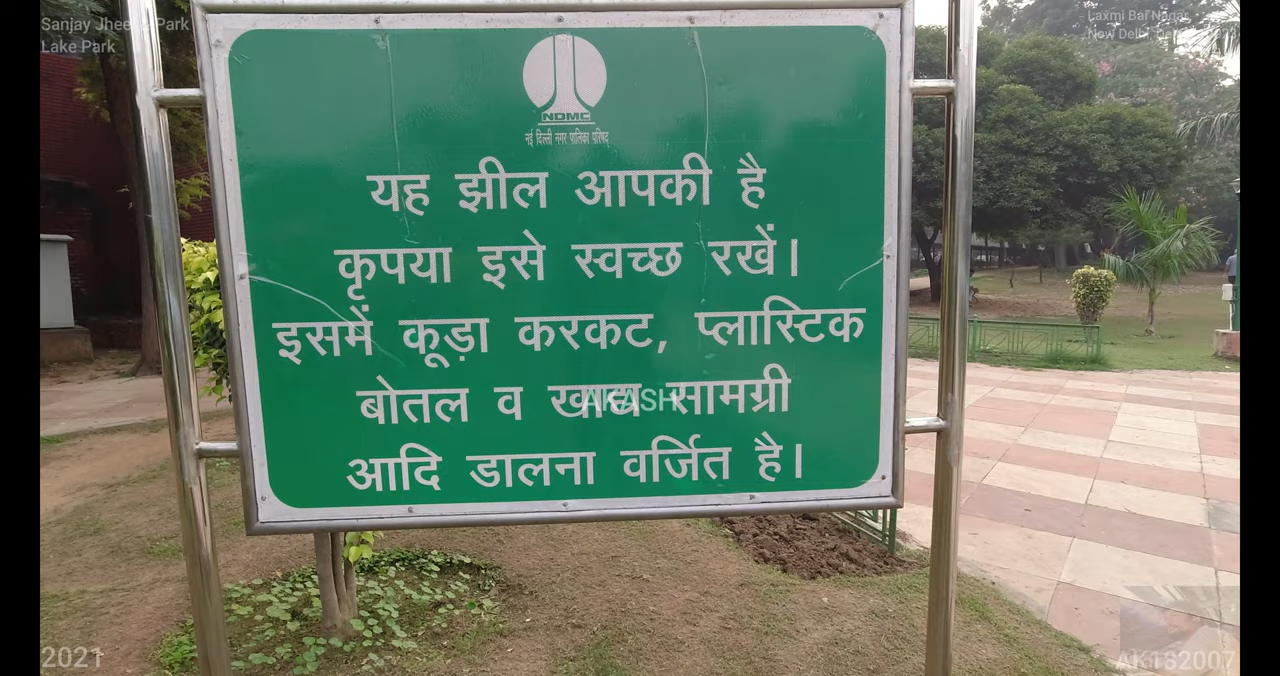 Sanjay Jheel Park
Lake Park
Laxmi Bai Nagar,
New Delhi,
NDMC
नई दिल्ली नगर पालिका परिषद्
यह झील आपकी है
कृपया इसे स्वच्छ रखें।
इसमें कूड़ा करकट, प्लास्टिक
बोतल व खाद्य सामग्री
AKASH
आदि डालना वर्जित है।
2021
AK182007